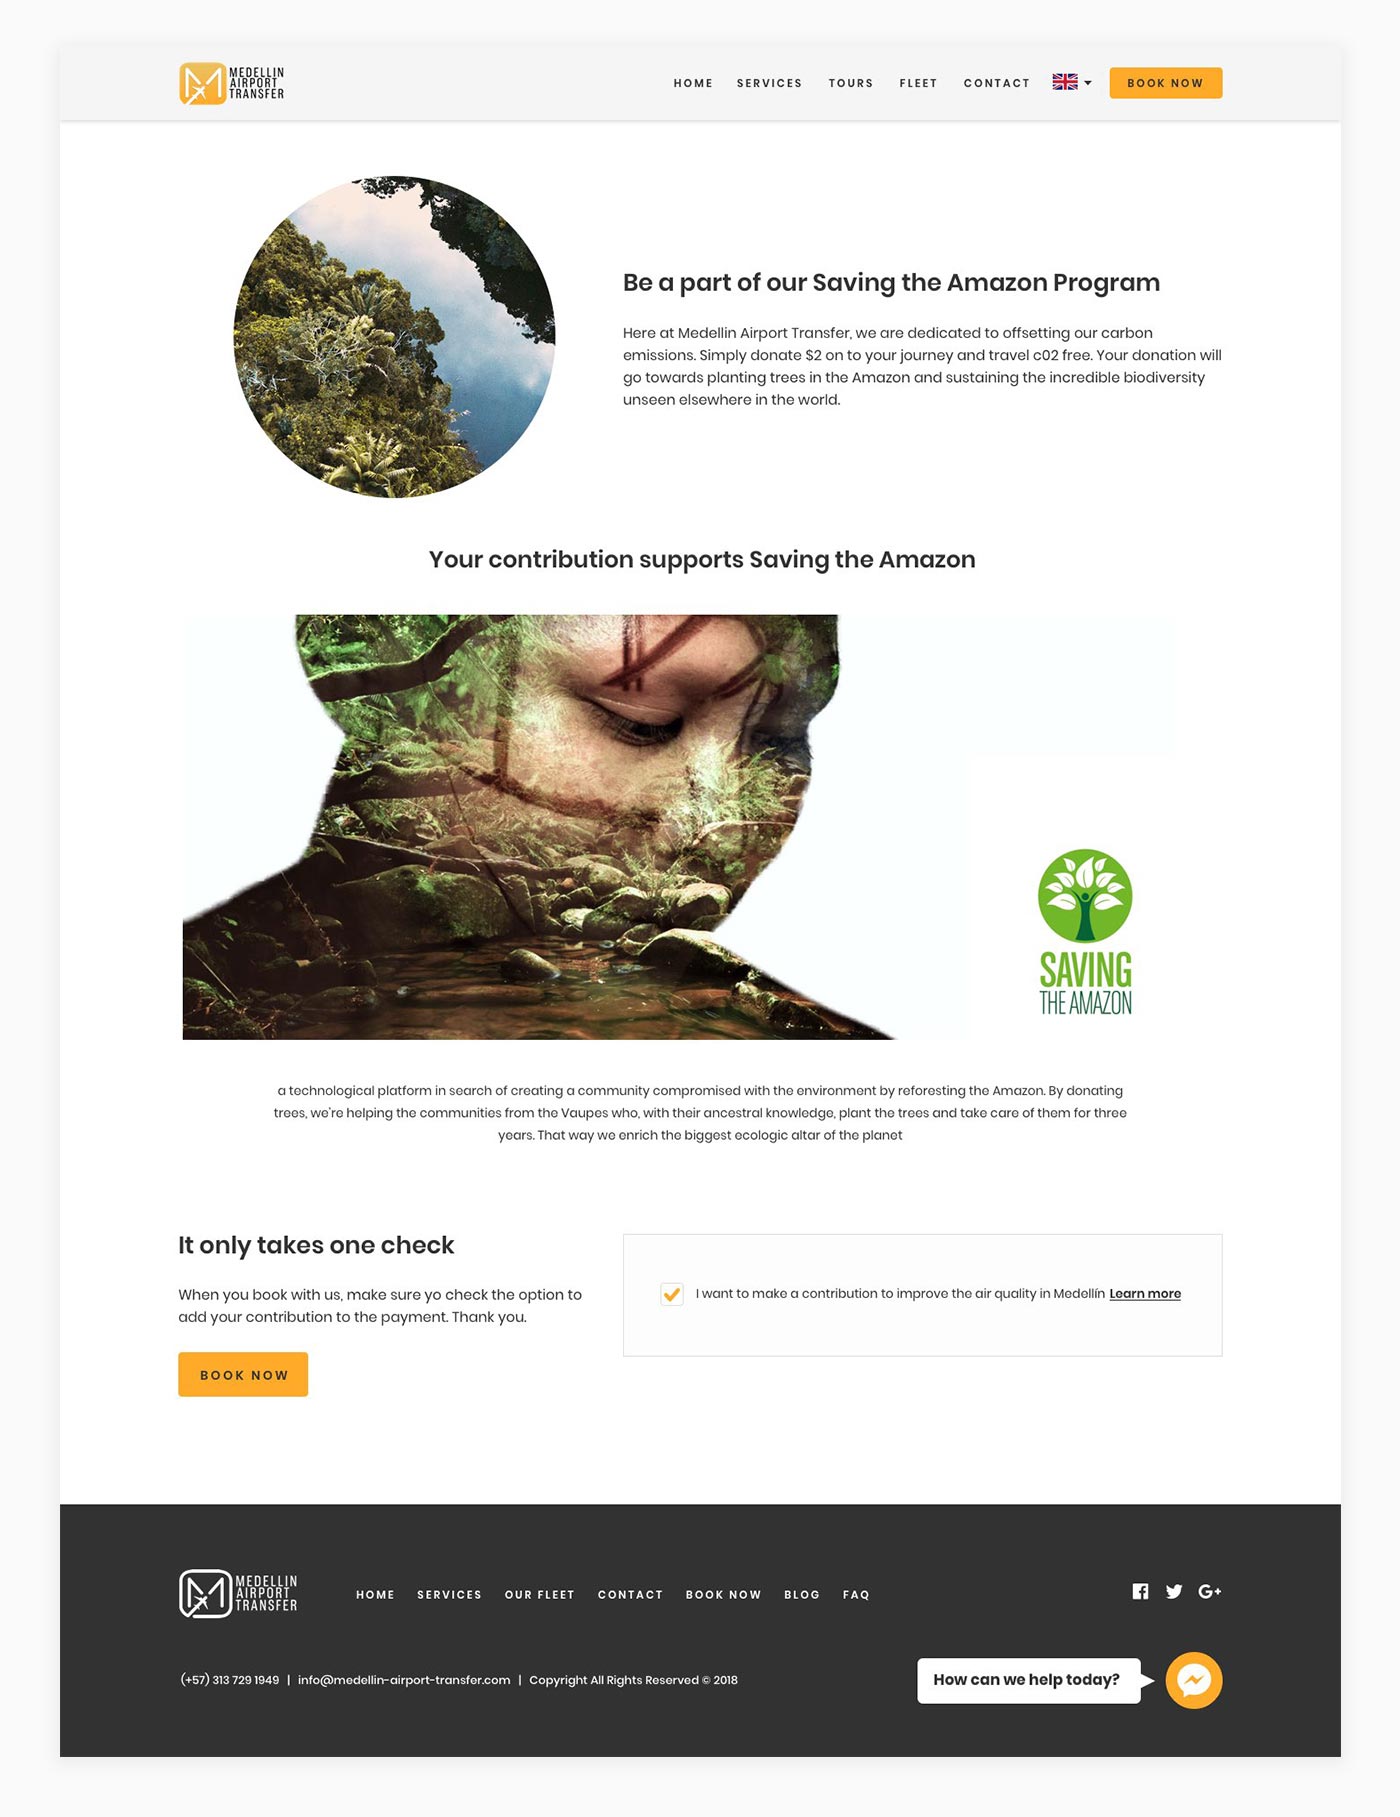 MEDELLIN
AIRPORT
TRANSFER
HOME SERVICES TOURS FLEET CONTACT BOOK NOW
Be a part of our Saving the Amazon Program
Here at Medellin Airport Transfer, we are dedicated to offsetting our carbon
emissions. Simply donate $2 on to your journey and travel c02 free. Your donation will
go towards planting trees in the Amazon and sustaining the incredible biodiversity
unseen elsewhere in the world.
Your contribution supports Saving the Amazon
SAVING
THE AMAZON
a technological platform in search of creating a community compromised with the environment by reforesting the Amazon. By donating
trees, we're helping the communities from the Vaupes who, with their ancestral knowledge, plant the trees and take care of them for three
years. That way we enrich the biggest ecologic altar of the planet
It only takes one check
When you book with us, make sure yo check the option to
add your contribution to the payment. Thank you.
BOOK NOW
I want to make a contribution to improve the air quality in Medellín Learn more
MEDELLIN
AIRPORT
TRANSFER
HOME SERVICES OUR FLEET CONTACT BOOK NOW BLOG FAQ
G+
(+57) 313 729 1949 | info@medellin-airport-transfer.com | Copyright All Rights Reserved © 2018
How can we help today?